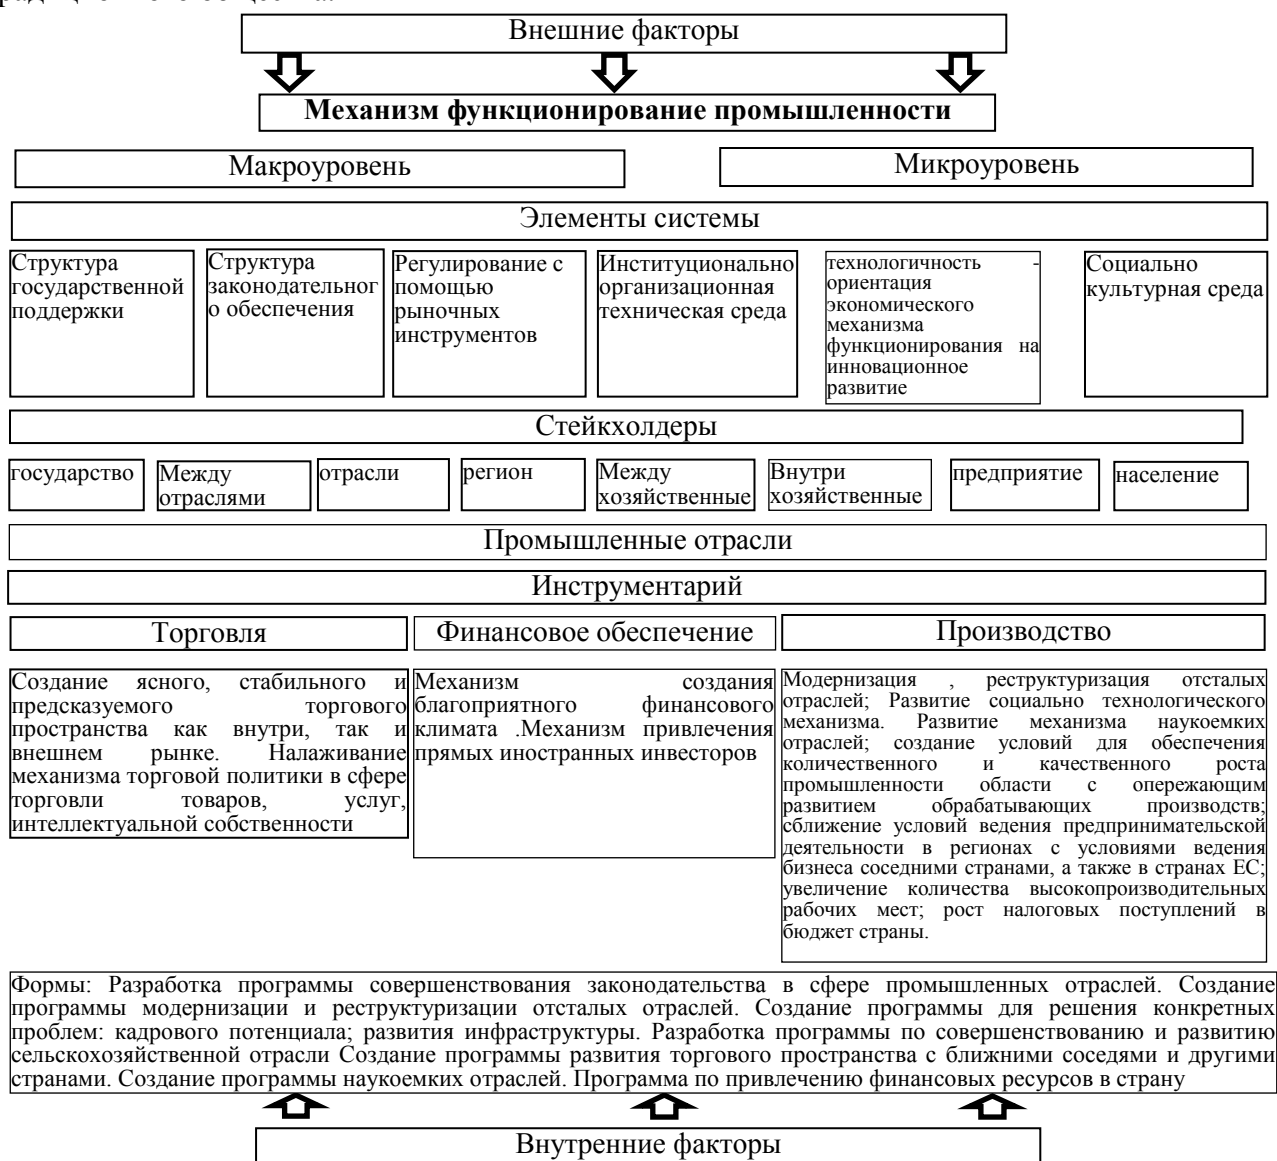 Внешние факторы
Механизм функционирование промышленности
Макроуровень
Микроуровень
Элементы системы
Структура
государственной
поддержки
Структура
законодательног
о обеспечения
Регулирование с
помощью
рыночных
инструментов
Институционально
организационная
техническая среда
технологичность -
ориентация
экономического
механизма
функционирования на
инновационное
развитие
Социально
культурная среда
Стейкхолдеры
государство
Между
отраслями
отрасли
регион
Между
хозяйственные
Внутри
хозяйственные
предприятие
население
Промышленные отрасли
Инструментарий
Торговля
Финансовое обеспечение
Производство
Создание ясного, стабильного и
предсказуемого торгового
пространства как внутри, так и
внешнем рынке. Налаживание
механизма торговой политики в сфере
торговли товаров, услуг,
интеллектуальной собственности
Механизм создания
благоприятного финансового
климата .Механизм привлечения
прямых иностранных инвесторов
Модернизация , реструктуризация отсталых
отраслей; Развитие социально технологического
механизма. Развитие механизма наукоемких
отраслей; создание условий для обеспечения
количественного и качественного роста
промышленности области с опережающим
развитием обрабатывающих производств;
сближение условий ведения предпринимательской
деятельности в регионах с условиями ведения
бизнеса соседними странами, а также в странах ЕС;
увеличение количества высокопроизводительных
рабочих мест; рост налоговых поступлений в
бюджет страны.
Формы: Разработка программы совершенствования законодательства в сфере промышленных отраслей. Создание
программы модернизации и реструктуризации отсталых отраслей. Создание программы для решения конкретных
проблем: кадрового потенциала; развития инфраструктуры. Разработка программы по совершенствованию и развитию
сельскохозяйственной отрасли Создание программы развития торгового пространства с ближними соседями и другими
странами. Создание программы наукоемких отраслей. Программа по привлечению финансовых ресурсов в страну
Внутренние факторы